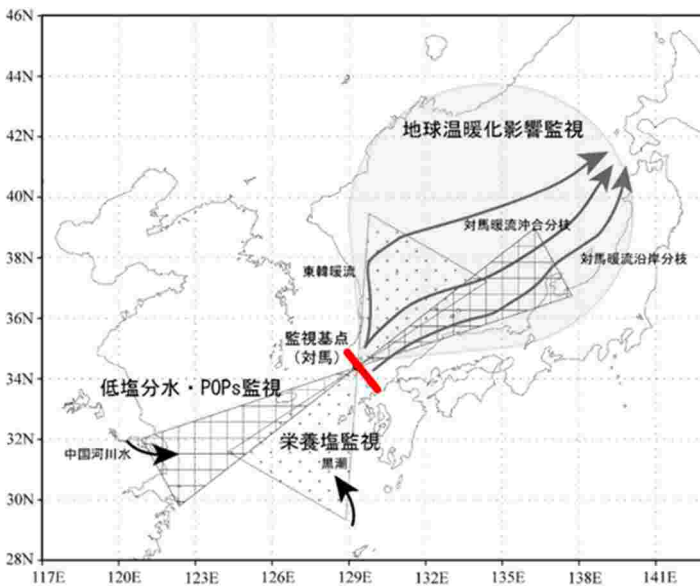 46N
44N
42N
40N
38N
36N
34N
32N
30N
28N
117E
120E
123E
126E
129E
132E
135E
138E
141E
地球温暖化影響監視
対馬暖流沖合分枝
対馬暖流沿岸分枝
東韓暖流
監視基点
(対馬)
低塩分水・POPs監視
中国河川水
栄養塩監視
黒潮